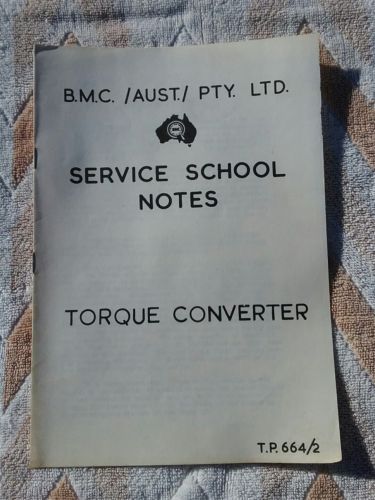 B.M.C. /AUST./ PTY. LTD.
SERVICE SCHOOL
NOTES
TORQUE CONVERTER
T.P. 664/2